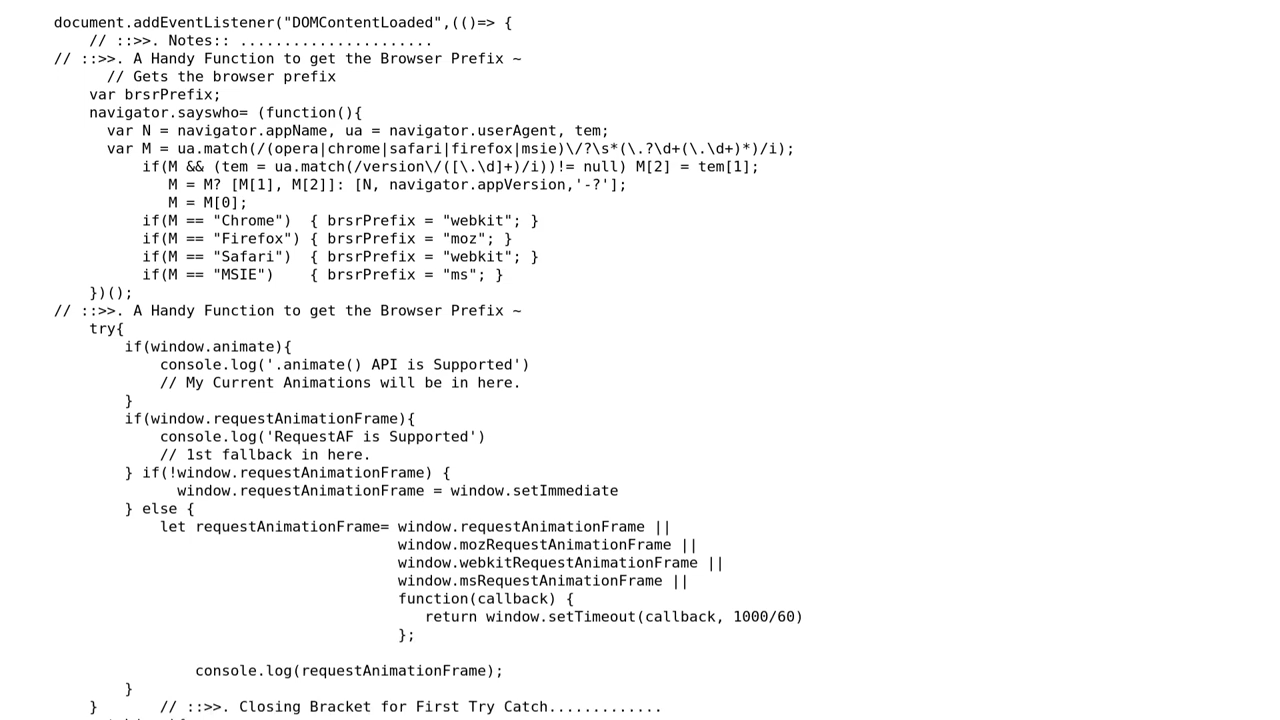 document.addEventListener("DOMContentLoaded",(()=> {
// ::>>. Notes:: ......................
// ::>>. A Handy Function to get the Browser Prefix ~
// Gets the browser prefix
var brsrPrefix;
navigator.sayswho= (function(){
var N = navigator.appName, ua = navigator.userAgent, tem;
var M = ua.match(/(opera|chrome|safari|firefox|msie)\/?\s*(\.?\d+(\.\d+)*)/i);
if(M && (tem = ua.match(/version\/([\.\d]+)/i))!= null) M[2] = tem[1];
M = M? [M[1], M[2]]: [N, navigator.appVersion,'-?'];
M = M[0];
if(M == "Chrome")  { brsrPrefix = "webkit"; }
if(M == "Firefox") { brsrPrefix = "moz"; }
if(M == "Safari")  { brsrPrefix = "webkit"; }
if(M == "MSIE")    { brsrPrefix = "ms"; }
})();
// ::>>. A Handy Function to get the Browser Prefix ~
try{
if(window.animate){
console.log('.animate() API is Supported')
// My Current Animations will be in here.
}
if(window.requestAnimationFrame){
console.log('RequestAF is Supported')
// 1st fallback in here.
} if(!window.requestAnimationFrame) {
window.requestAnimationFrame = window.setImmediate
} else {
let requestAnimationFrame= window.requestAnimationFrame ||
window.mozRequestAnimationFrame ||
window.webkitRequestAnimationFrame ||
window.msRequestAnimationFrame ||
function(callback) {
return window.setTimeout(callback, 1000/60)
};
console.log(requestAnimationFrame);
}
}       // ::>>. Closing Bracket for First Try Catch.............